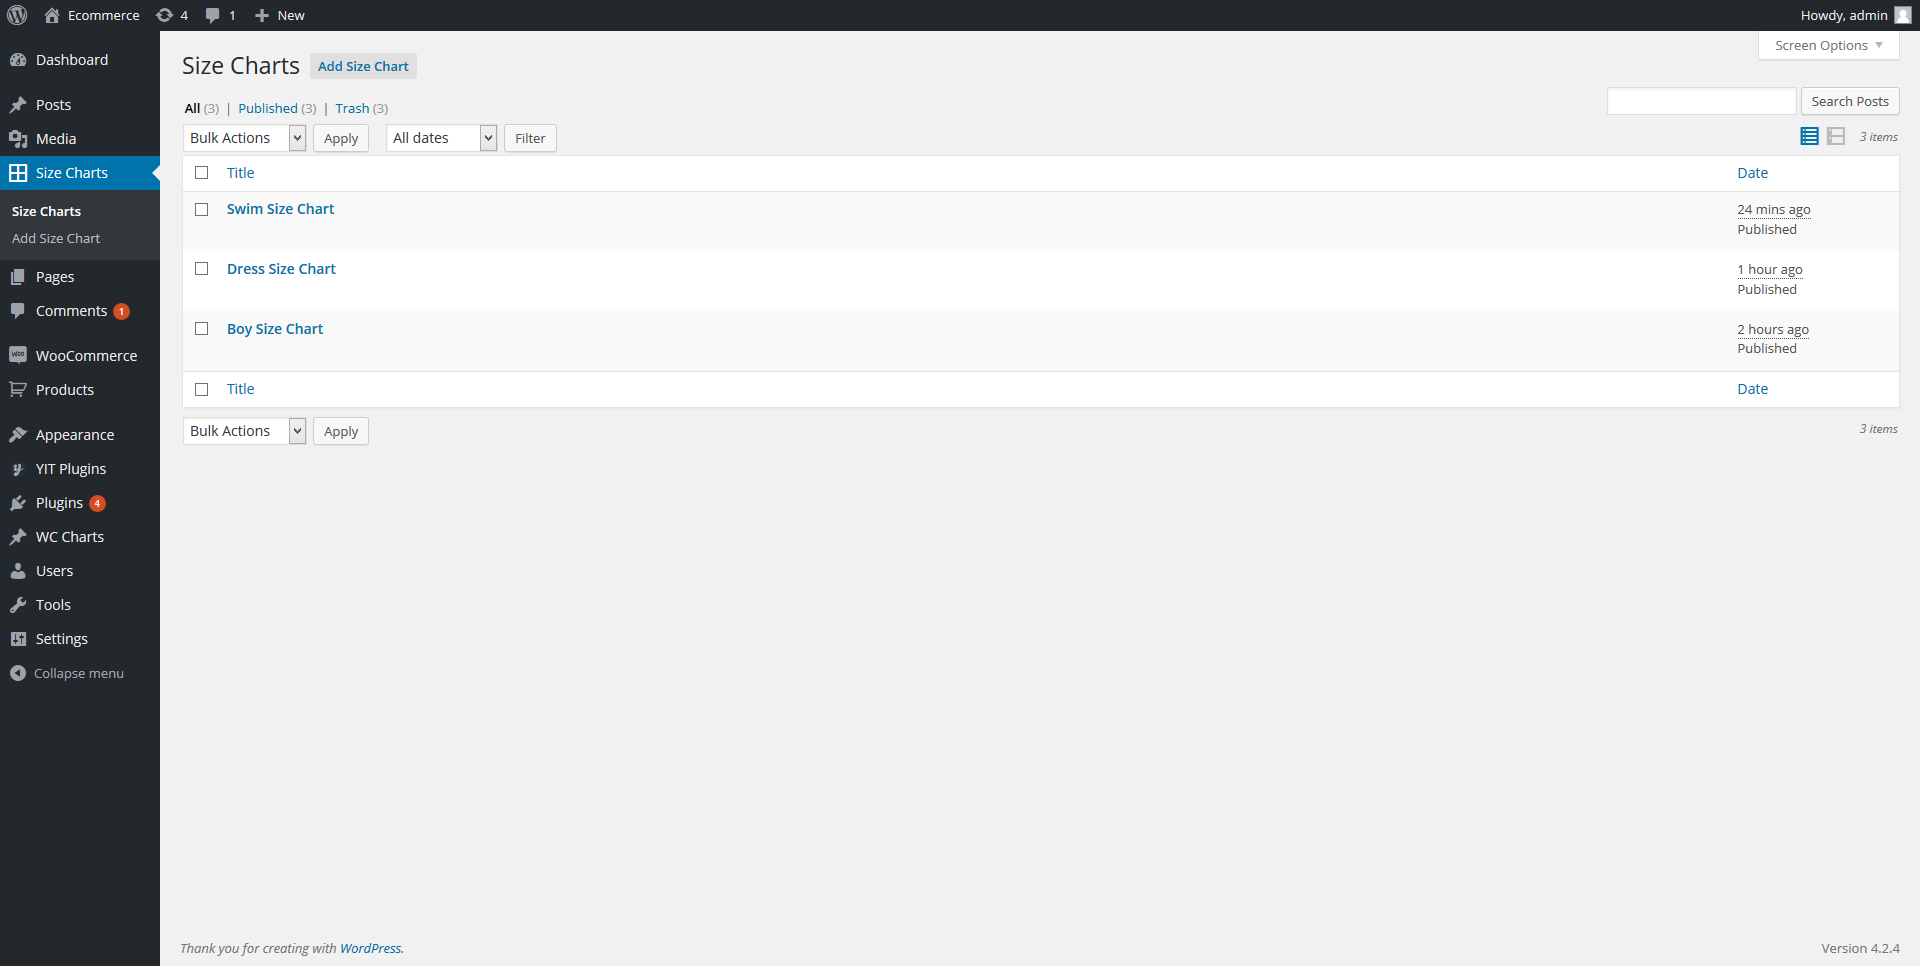 Ecommerce 4 1 New Howdy, admin
Screen Options
Dashboard
Posts
Media
Size Charts
Size Charts
Add Size Chart
Pages
Comments 1
WooCommerce
Products
Appearance
YIT Plugins
Plugins 4
WC Charts
Users
Tools
Settings
Collapse menu
Size Charts Add Size Chart
All (3) | Published (3) | Trash (3)
Search Posts
Bulk Actions Apply All dates Filter 3 items
Title Date
Swim Size Chart 24 mins ago
Published
Dress Size Chart 1 hour ago
Published
Boy Size Chart 2 hours ago
Published
Title Date
Bulk Actions Apply 3 items
Thank you for creating with WordPress. Version 4.2.4